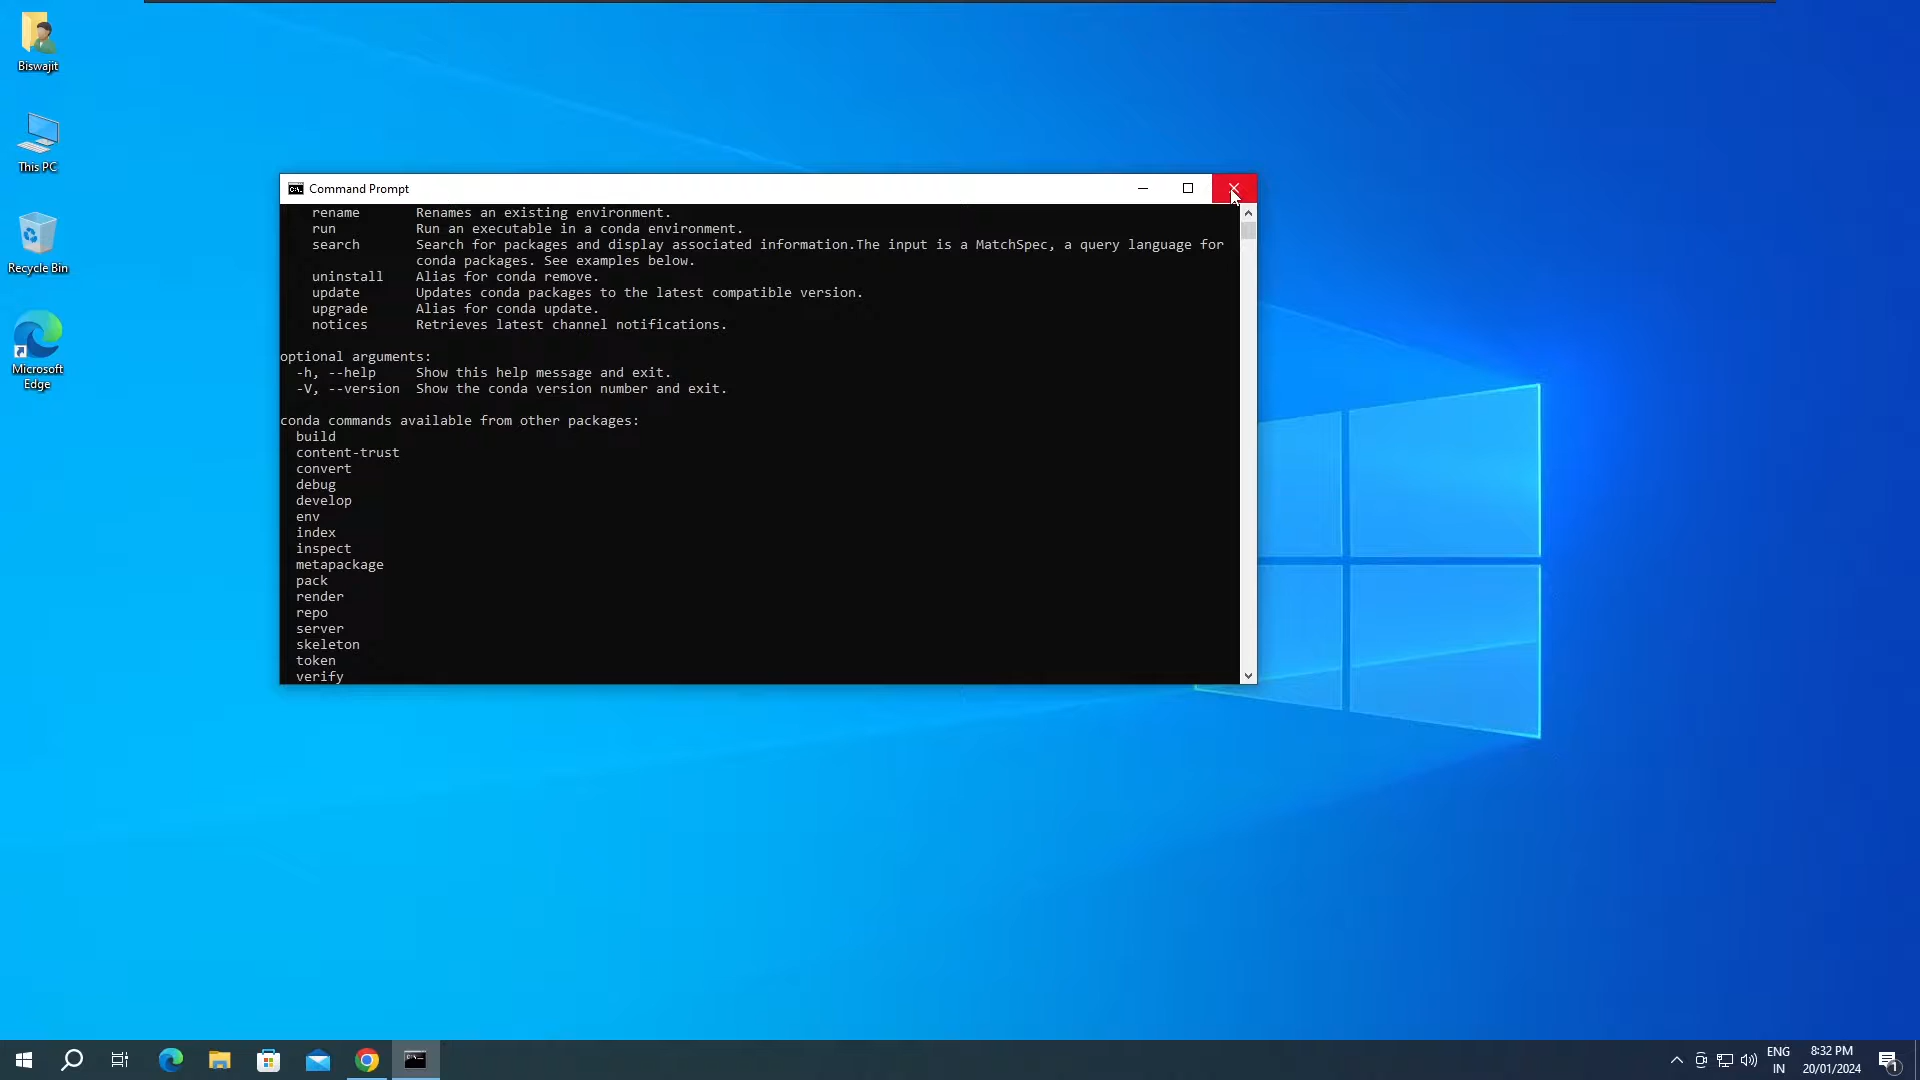 Biswajit
This PC
Recycle Bin
Microsoft
Edge
Command Prompt
rename Renames an existing environment.
run Run an executable in a conda environment.
search Search for packages and display associated information.The input is a MatchSpec, a query language for
conda packages. See examples below.
uninstall Alias for conda remove.
update Updates conda packages to the latest compatible version.
upgrade Alias for conda update.
notices Retrieves latest channel notifications.
optional arguments:
-h, --help Show this help message and exit.
-V, --version Show the conda version number and exit.
conda commands available from other packages:
build
content-trust
convert
debug
develop
env
index
inspect
metapackage
pack
render
repo
server
skeleton
token
verify
ENG
IN
8:32 PM
20/01/2024
1